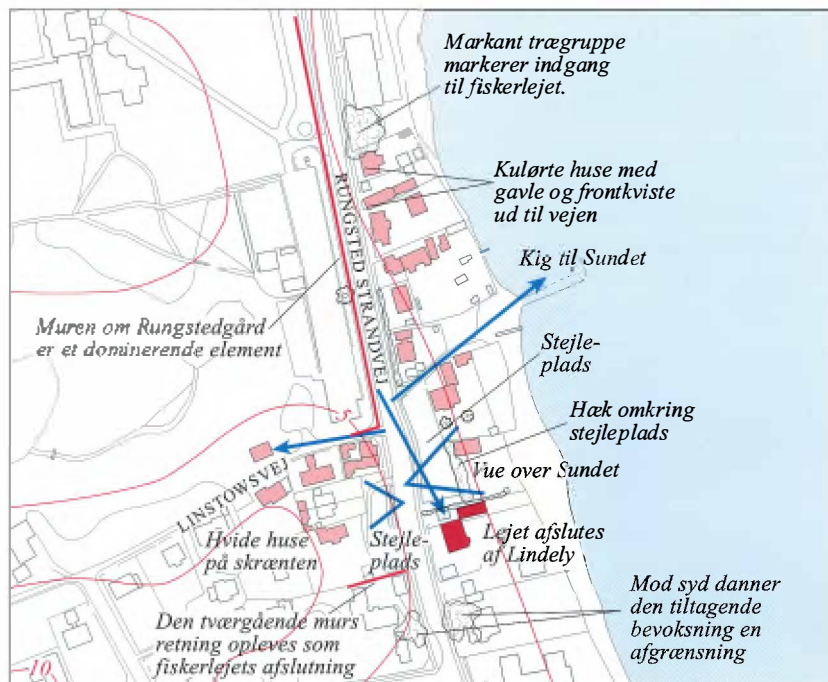 Markant trægruppe
markerer indgang
til fiskerlejet.
Kulørte huse med
gavle og frontkviste
ud til vejen
RUNGSTED STRANDVEJ
Kig til Sundet
Muren om Rungstedgård
er et dominerende element
Stejle-
plads
5
Hæk omkring
stejleplads
LINSTOWSVEJ
Vue over Sundet
Hvide huse
på skrænten
Stejle-
plads
Lejet afslutes
af Lindely
Den tværgående murs
retning opleves som
fiskerlejets afslutning
Mod syd danner
den tiltagende
bevoksning en
afgrænsning
10